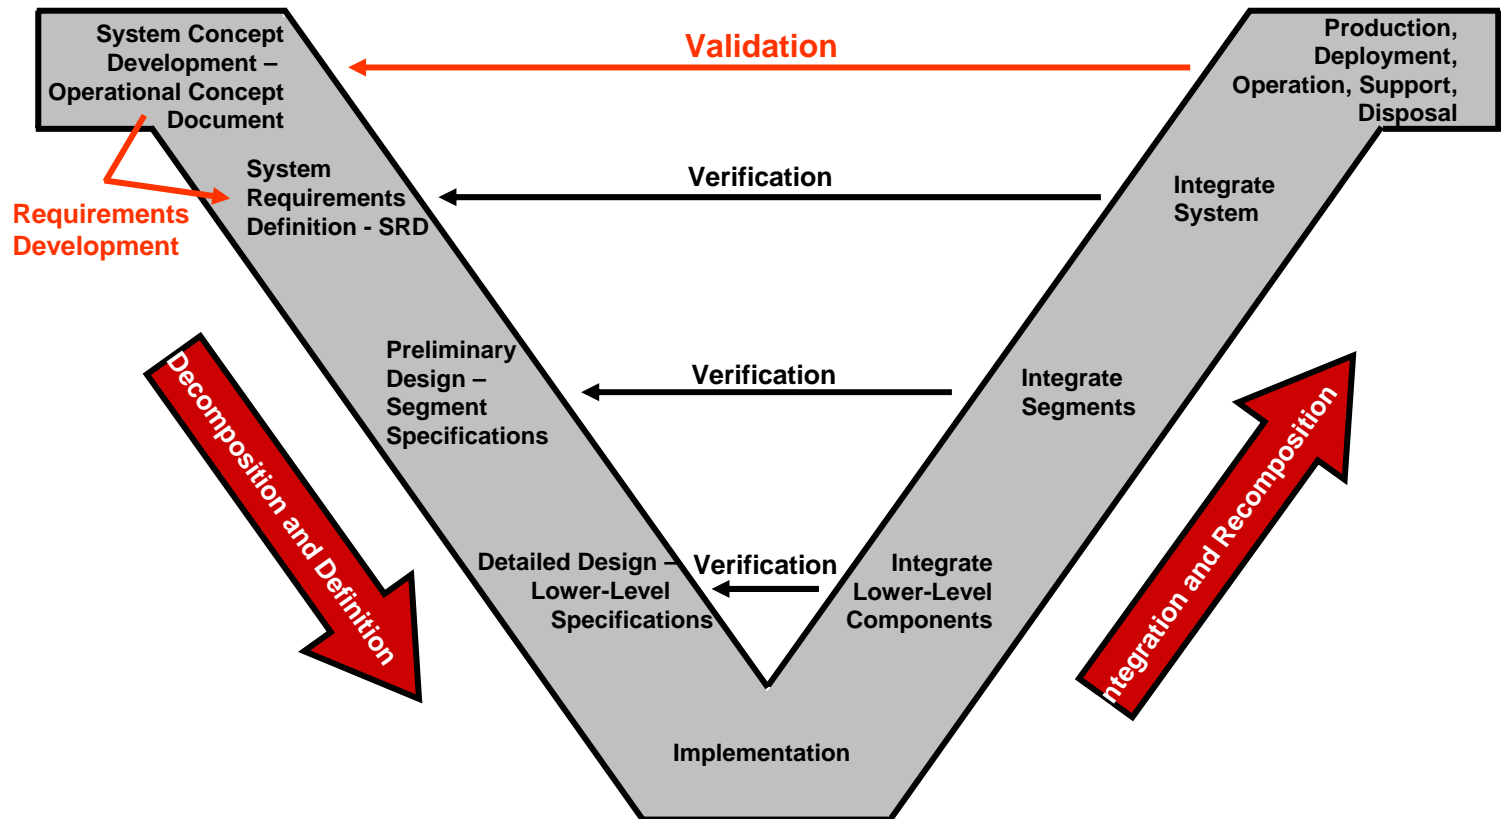 System Concept
Development –
Operational Concept
Document
Validation
Production,
Deployment,
Operation, Support,
Disposal
Requirements
Development
System
Requirements
Definition - SRD
Verification
Integrate
System
Preliminary
Design –
Segment
Specifications
Verification
Integrate
Segments
Decomposition and Definition
Detailed Design –
Lower-Level
Specifications
Verification
Integrate
Lower-Level
Components
Integration and Recomposition
Implementation